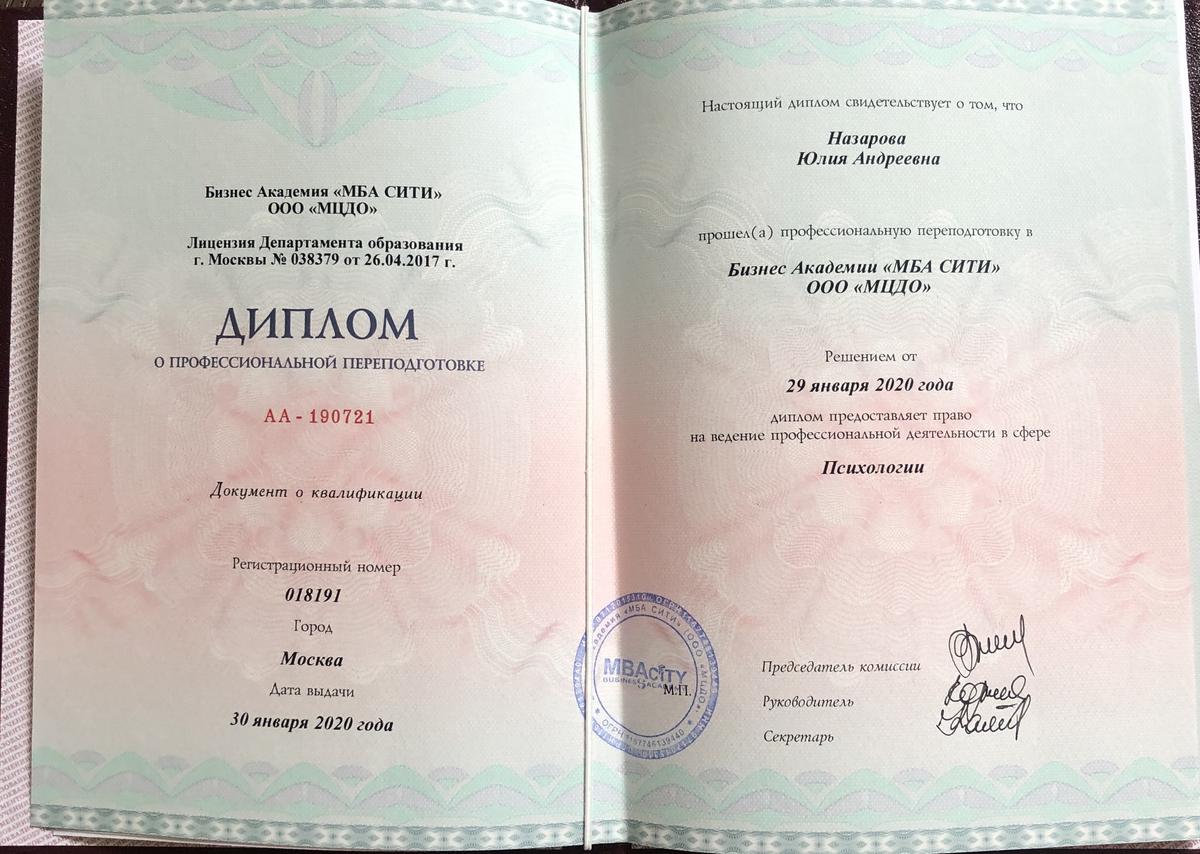 Бизнес Академия «МБА СИТИ»
ООО «МЦДО»
Лицензия Департамента образования
г. Москвы № 038379 от 26.04.2017 г.
ДИПЛОМ
О ПРОФЕССИОНАЛЬНОЙ ПЕРЕПОДГОТОВКЕ
АА - 190721
Документ о квалификации
Регистрационный номер
018191
Город
Москва
Дата выдачи
30 января 2020 года
Настоящий диплом свидетельствует о том, что
Назарова
Юлия Андреевна
прошел(а) профессиональную переподготовку в
Бизнес Академии «МБА СИТИ»
ООО «МЦДО»
Решением от
29 января 2020 года
диплом предоставляет право
на ведение профессиональной деятельности в сфере
Психологии
MBAciTY
М.П.
Председатель комиссии
Руководитель
Секретарь